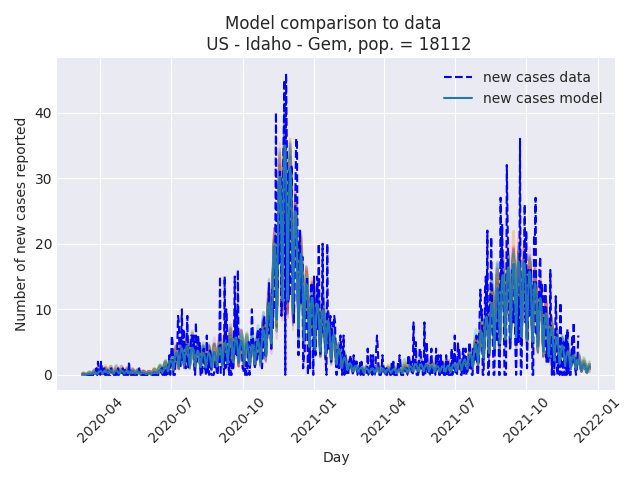 Model comparison to data
US - Idaho - Gem, pop. = 18112
new cases data
new cases model
Number of new cases reported
40
30
20
10
0
2020-04
2020-07
2020-10
2021-01
2021-04
2021-07
2021-10
2022-01
Day